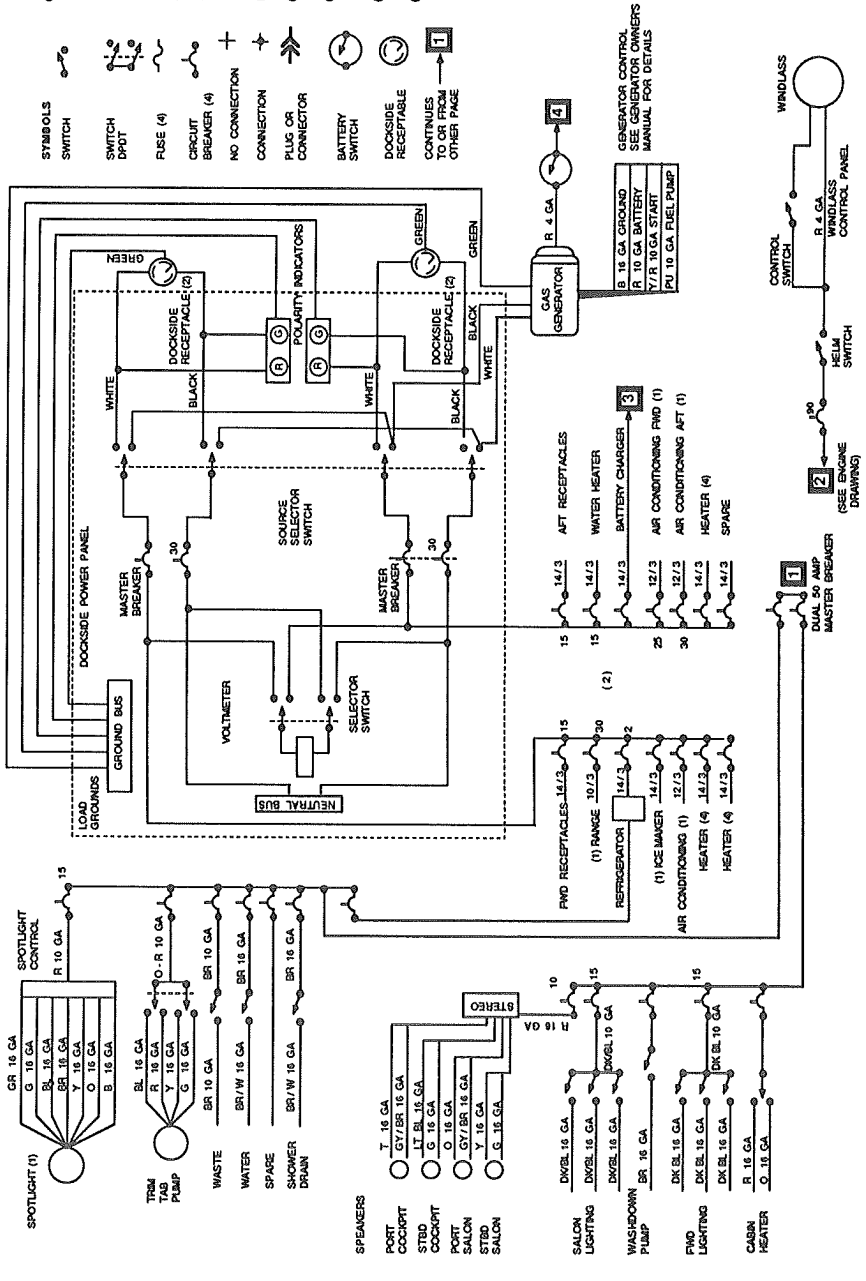 SYMBOLS
SWITCH
SWITCH
DPDT
FUSE (4)
CIRCUIT
BREAKER (4)
NO CONNECTION
CONNECTION
PLUG OR
CONNECTOR
BATTERY
SWITCH
DOCKSIDE
RECEPTABLE
CONTINUES
TO OR FROM
OTHER PAGE
1
GENERATOR CONTROL
SEE GENERATOR OWNER'S
MANUAL FOR DETAILS
B 16 GA GROUND
R 10 GA BATTERY
Y/R 10 GA START
PU 10 GA FUEL PUMP
4
R 4 GA
GAS
GENERATOR
WINDLASS
CONTROL
SWITCH
R 4 GA
WINDLASS
CONTROL PANEL
HELM
SWITCH
90
2
(SEE ENGINE
DRAWING)
GREEN
GREEN
GREEN
WHITE
DOCKSIDE
RECEPTACLE (2)
BLACK
R
G
R
G
POLARITY INDICATORS
WHITE
DOCKSIDE
RECEPTACLE (2)
BLACK
BLACK
WHITE
DOCKSIDE POWER PANEL
MASTER
BREAKER
30
SOURCE
SELECTOR
SWITCH
MASTER
BREAKER
30
GROUND BUS
LOAD
GROUNDS
VOLTMETER
SELECTOR
SWITCH
NEUTRAL BUS
15
14/3
AFT RECEPTACLES
15
14/3
WATER HEATER
14/3
BATTERY CHARGER
3
25
12/3
AIR CONDITIONING FWD (1)
30
12/3
AIR CONDITIONING AFT (1)
14/3
HEATER (4)
14/3
SPARE
(2)
1
DUAL 50 AMP
MASTER BREAKER
FWD RECEPTACLES
14/3
15
(1) RANGE
10/3
30
REFRIGERATOR
14/3
2
(1) ICE MAKER
14/3
AIR CONDITIONING (1)
12/3
HEATER (4)
14/3
HEATER (4)
14/3
SPOTLIGHT
CONTROL
SPOTLIGHT (1)
GR 16 GA
G 16 GA
BL 16 GA
BR 16 GA
Y 16 GA
O 16 GA
B 16 GA
R 10 GA
15
TRIM
TAB
PUMP
BL 16 GA
R 16 GA
Y 16 GA
G 16 GA
O-R 10 GA
WASTE
BR 10 GA
BR 10 GA
WATER
BR/W 16 GA
BR 16 GA
SPARE
SHOWER
DRAIN
BR/W 16 GA
BR 16 GA
SPEAKERS
PORT
COCKPIT
T 16 GA
GY/BR 16 GA
STBD
COCKPIT
LT BL 16 GA
G 16 GA
PORT
SALON
O 16 GA
GY/BR 16 GA
STBD
SALON
Y 16 GA
G 16 GA
STEREO
R 16 GA
10
SALON
LIGHTING
DK/BL 16 GA
DK/BL 16 GA
DK/BL 16 GA
DK/BL 10 GA
15
WASHDOWN
PUMP
BR 16 GA
FWD
LIGHTING
DK BL 16 GA
DK BL 16 GA
DK BL 16 GA
DK BL 10 GA
15
CABIN
HEATER
R 16 GA
O 16 GA